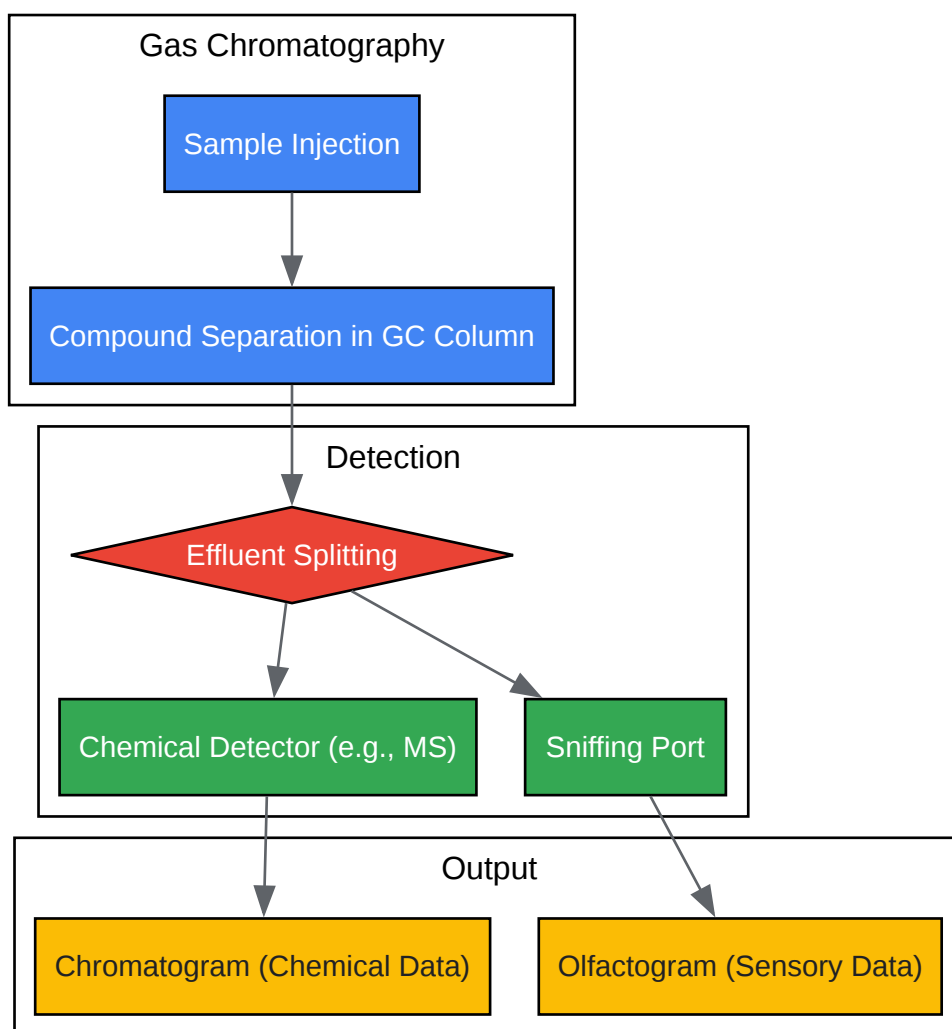 Gas Chromatography
Sample Injection
Compound Separation in GC Column
Detection
Effluent Splitting
Chemical Detector (e.g., MS)
Sniffing Port
Output
Chromatogram (Chemical Data)
Olfactogram (Sensory Data)